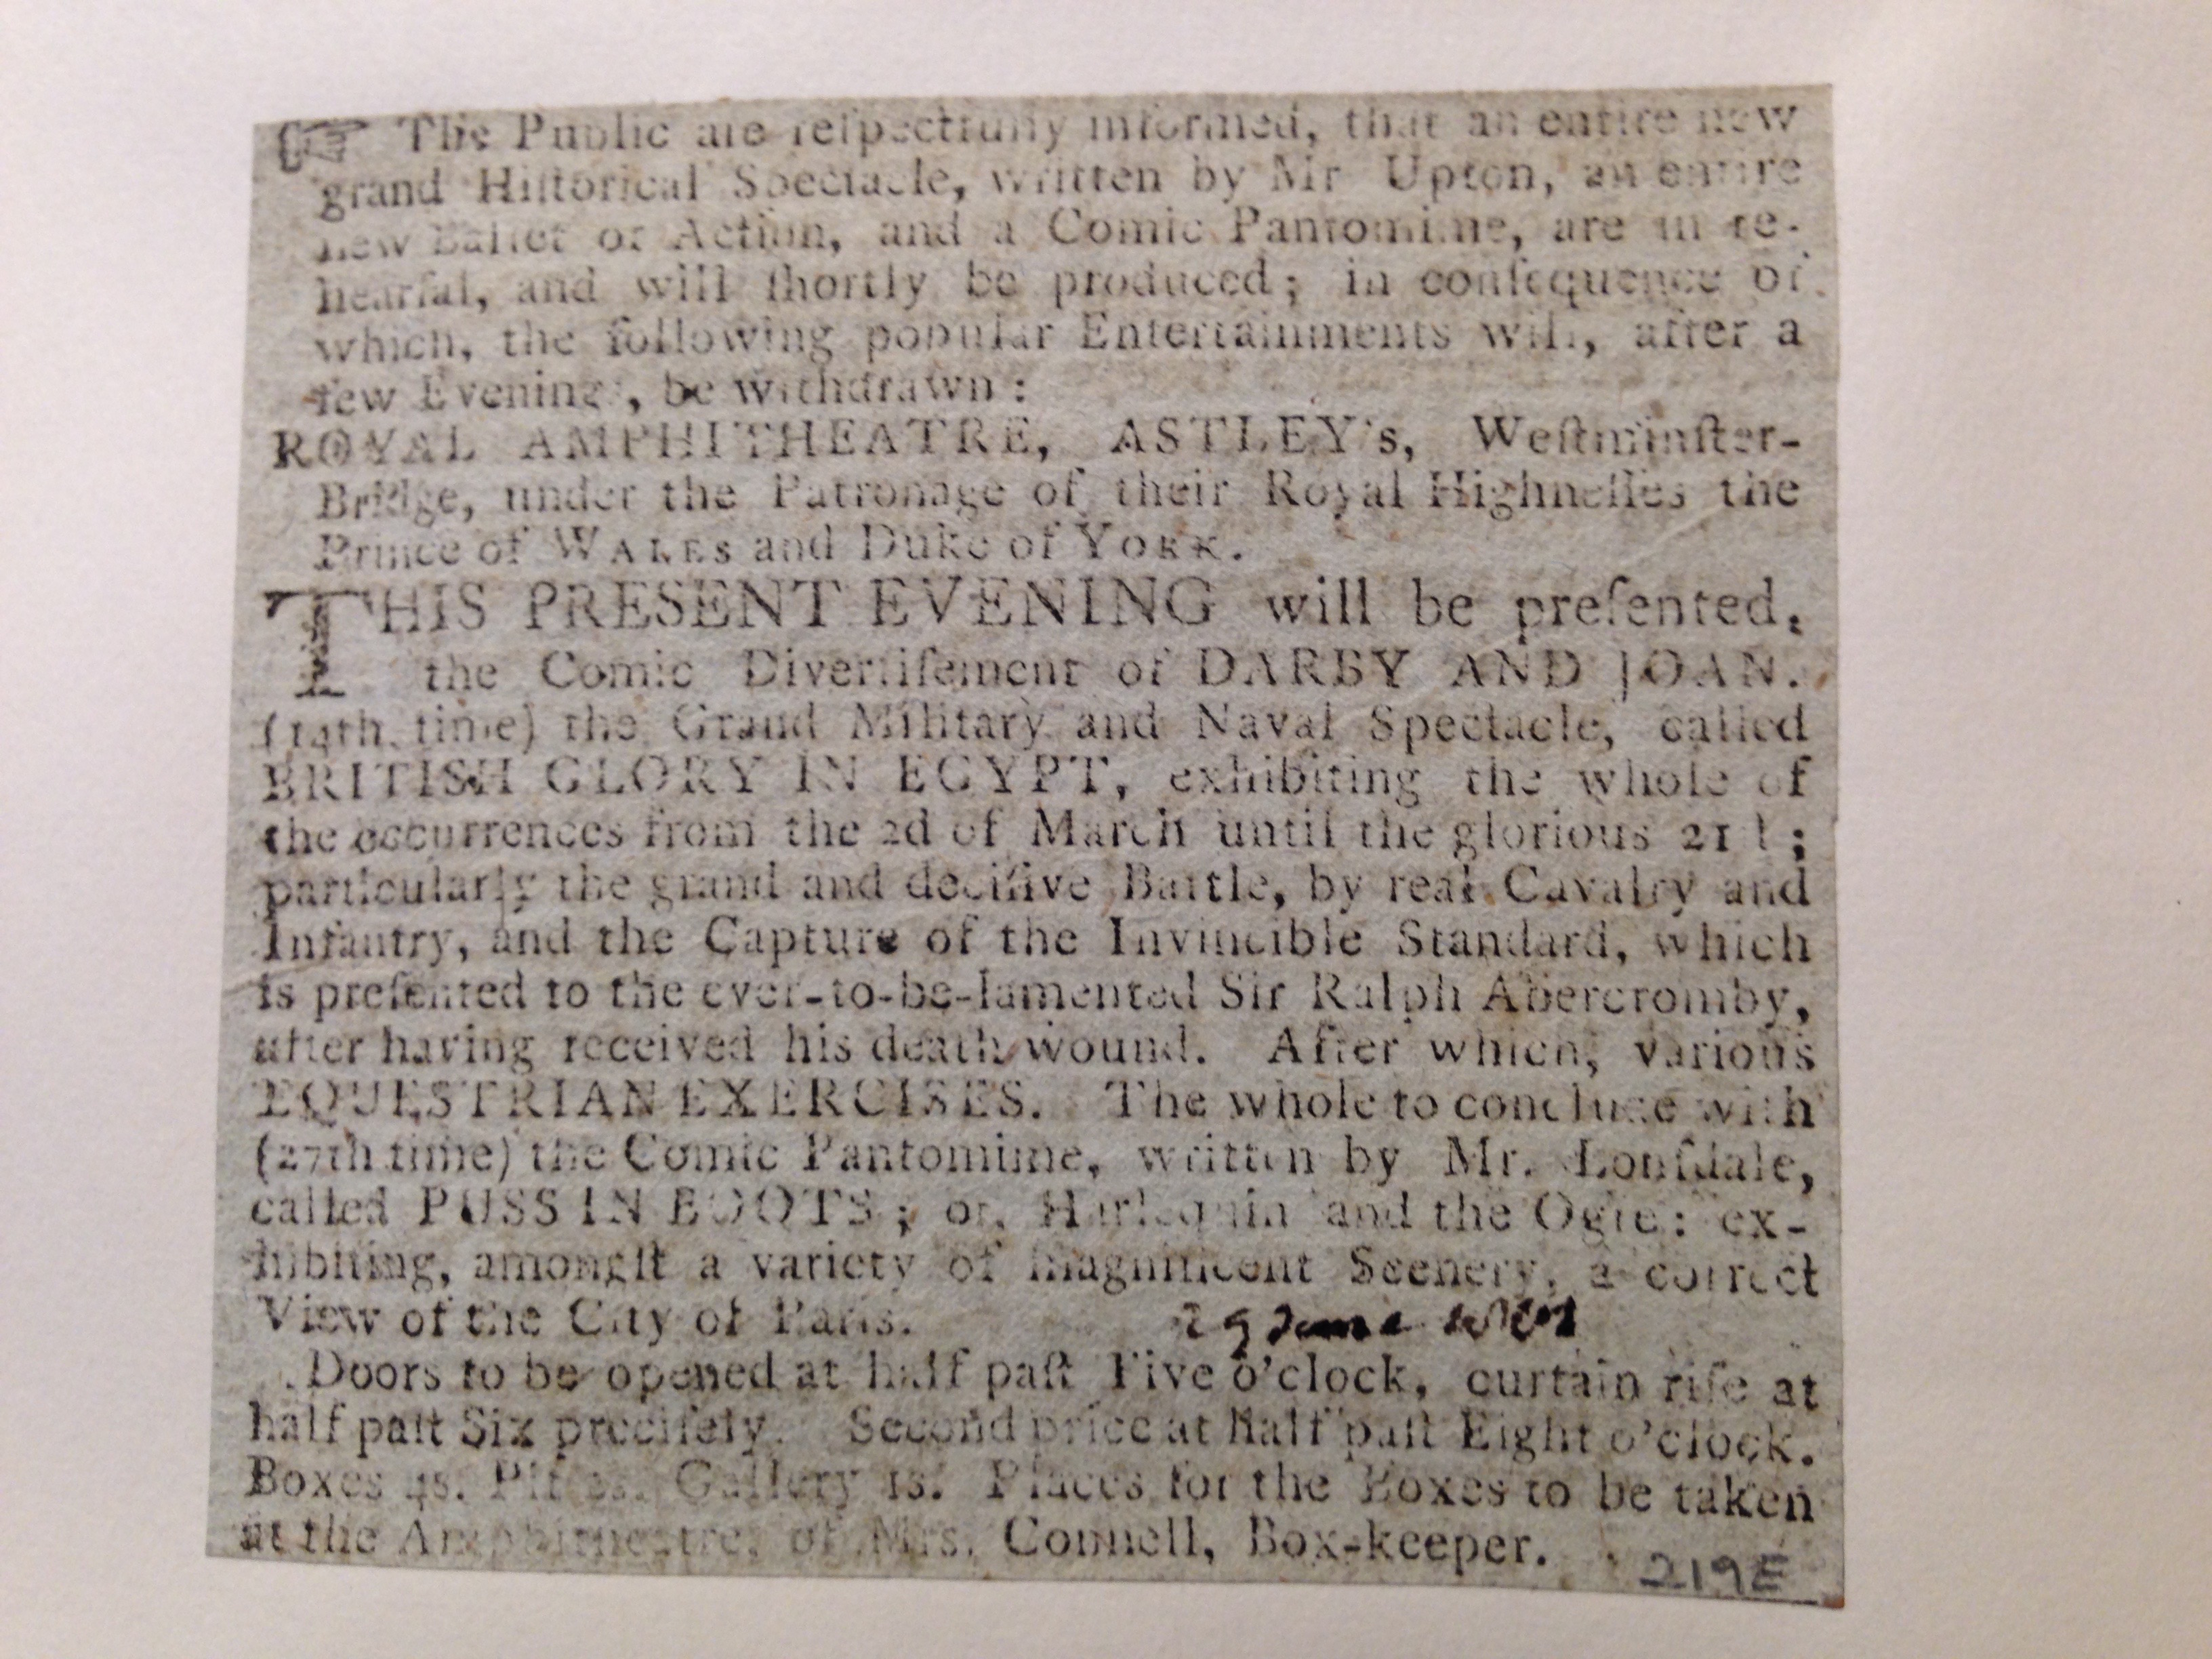 ☞ The Public are reſpectfully informed, that an entire new
grand Hiſtorical Spectacle, written by Mr Upton, an entire
new Ballet of Action, and a Comic Pantomime, are in re-
hearſal, and will ſhortly be produced; in conſequence of
which, the following popular Entertainments will, after a
few Evenings, be withdrawn:
ROYAL AMPHITHEATRE, ASTLEY's, Weſtminſter-
Bridge, under the Patronage of their Royal Highneſſes the
Prince of WALES and Duke of YORK.
THIS PRESENT EVENING will be preſented,
the Comic Divertiſement of DARBY AND JOAN.
(14th time) the Grand Military and Naval Spectacle, called
BRITISH GLORY IN EGYPT, exhibiting the whole of
the occurrences from the 2d of March until the glorious 21ſt;
particularly the grand and deciſive Battle, by real Cavalry and
Infantry, and the Capture of the Invincible Standard, which
is preſented to the ever-to-be-lamented Sir Ralph Abercromby,
after having received his death wound. After which, various
EQUESTRIAN EXERCISES. The whole to conclude with
(27th time) the Comic Pantomime, written by Mr. Lonſdale,
called PUSS IN BOOTS; or, Harlequin and the Ogre: ex-
hibiting, amongſt a variety of magnificent Scenery, a correct
View of the City of Paris.
29 June
Doors to be opened at half paſt Five o'clock, curtain riſe at
half paſt Six preciſely. Second price at half paſt Eight o'clock.
Boxes 4s. Pit 2s. Gallery 1s. Places for the Boxes to be taken
at the Amphitheatre, of Mrs. Connell, Box-keeper.
219E